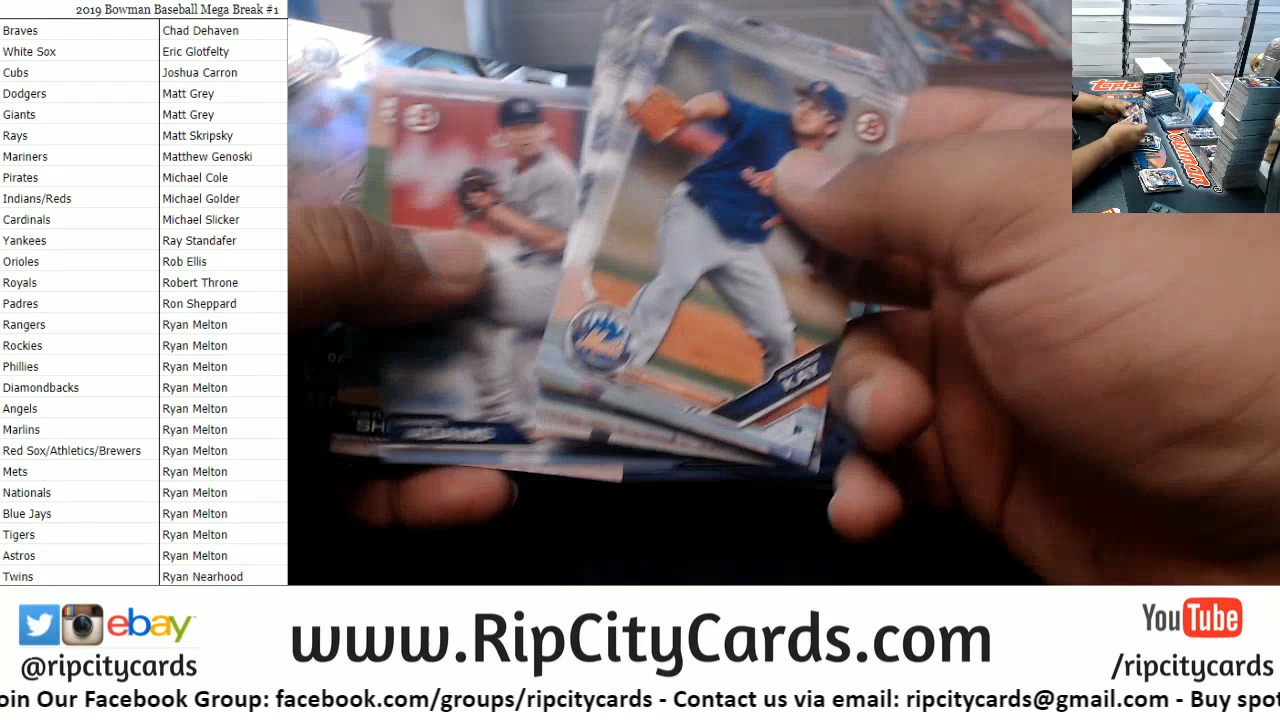 2019 Bowman Baseball Mega Break #1
Braves Chad Dehaven
White Sox Eric Glotfelty
Cubs Joshua Carron
Dodgers Matt Grey
Giants Matt Grey
Rays Matt Skripsky
Mariners Matthew Genoski
Pirates Michael Cole
Indians/Reds Michael Golder
Cardinals Michael Slicker
Yankees Ray Standafer
Orioles Rob Ellis
Royals Robert Throne
Padres Ron Sheppard
Rangers Ryan Melton
Rockies Ryan Melton
Phillies Ryan Melton
Diamondbacks Ryan Melton
Angels Ryan Melton
Marlins Ryan Melton
Red Sox/Athletics/Brewers Ryan Melton
Mets Ryan Melton
Nationals Ryan Melton
Blue Jays Ryan Melton
Tigers Ryan Melton
Astros Ryan Melton
Twins Ryan Nearhood
Mets
KAY
ADAMS
SH
Topps
Bowman
ebay
@ripcitycards
www.RipCityCards.com
YouTube
/ripcitycards
oin Our Facebook Group: facebook.com/groups/ripcitycards - Contact us via email: ripcitycards@gmail.com - Buy spot